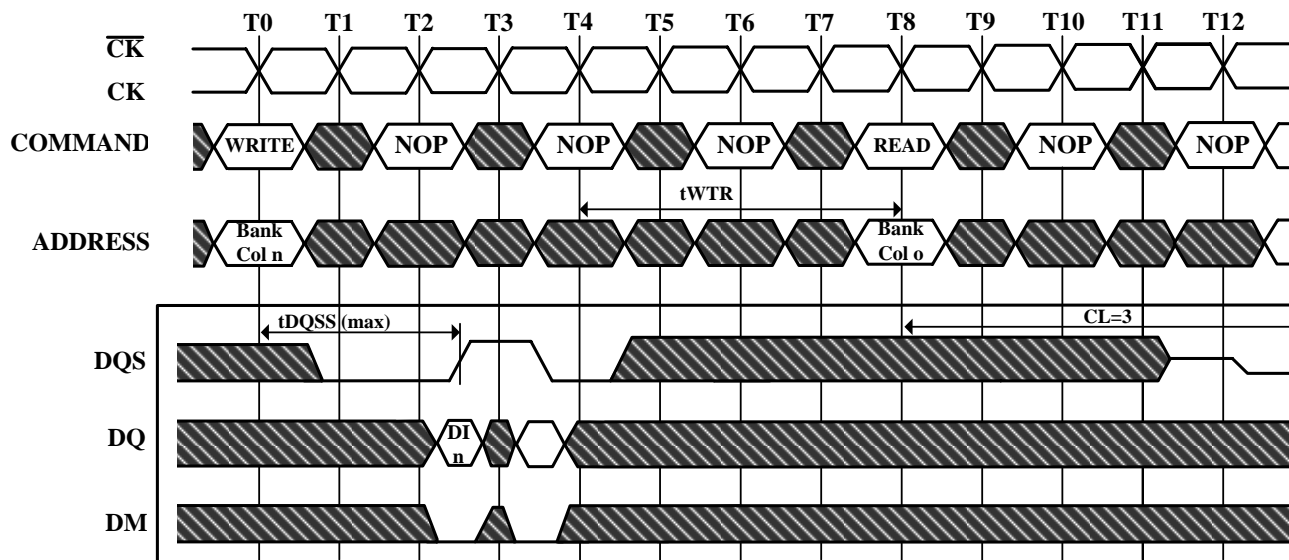 T0 T1 T2 T3 T4 T5 T6 T7 T8 T9 T10 T11 T12
CK
CK
COMMAND WRITE NOP NOP NOP READ NOP NOP
tWTR
ADDRESS Bank Col n Bank Col o
tDQSS (max) CL=3
DQS
DQ DI n
DM